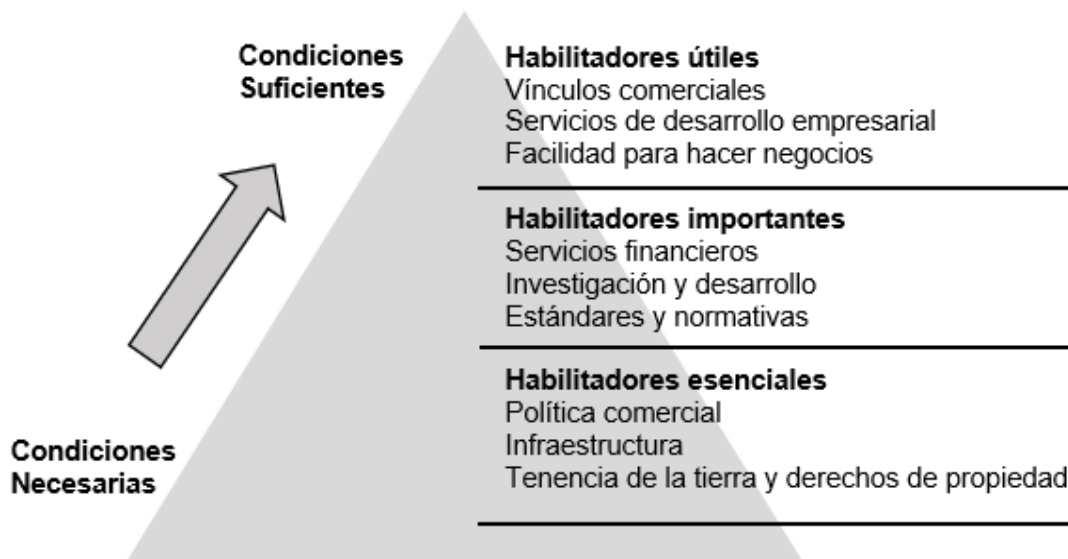 Condiciones
Suficientes
Habilitadores útiles
Vínculos comerciales
Servicios de desarrollo empresarial
Facilidad para hacer negocios
Habilitadores importantes
Servicios financieros
Investigación y desarrollo
Estándares y normativas
Habilitadores esenciales
Política comercial
Infraestructura
Tenencia de la tierra y derechos de propiedad
Condiciones
Necesarias